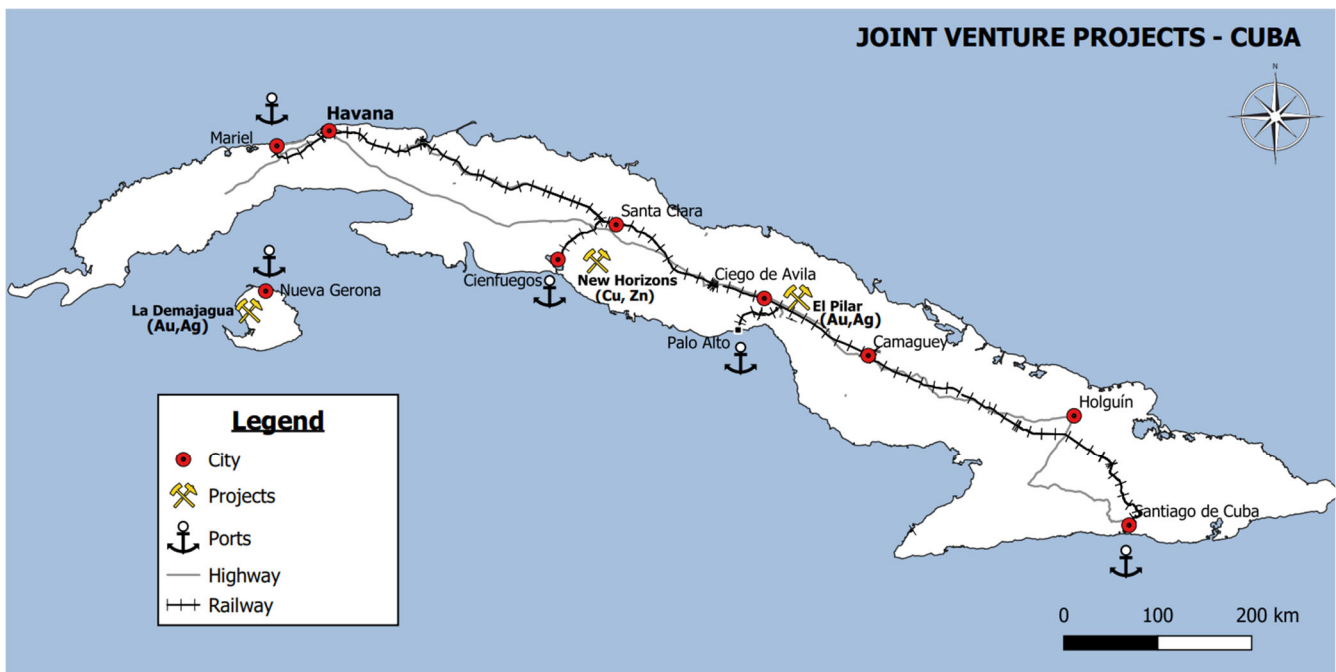 JOINT VENTURE PROJECTS - CUBA
N
Havana
Mariel
Santa Clara
Cienfuegos
New Horizons
(Cu, Zn)
Ciego de Avila
Nueva Gerona
La Demajagua
(Au,Ag)
El Pilar
(Au,Ag)
Palo Alto
Camaguey
Holguín
Santiago de Cuba
Legend
City
Projects
Ports
Highway
Railway
0 100 200 km